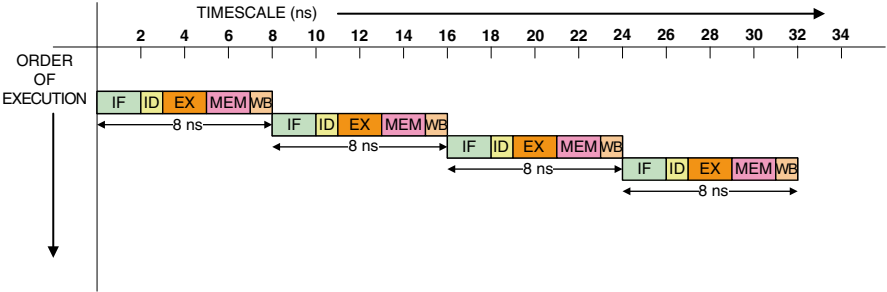 TIMESCALE (ns)
2 4 6 8 10 12 14 16 18 20 22 24 26 28 30 32 34
ORDER
OF
EXECUTION
IF ID EX MEM WB
8 ns
IF ID EX MEM WB
8 ns
IF ID EX MEM WB
8 ns
IF ID EX MEM WB
8 ns